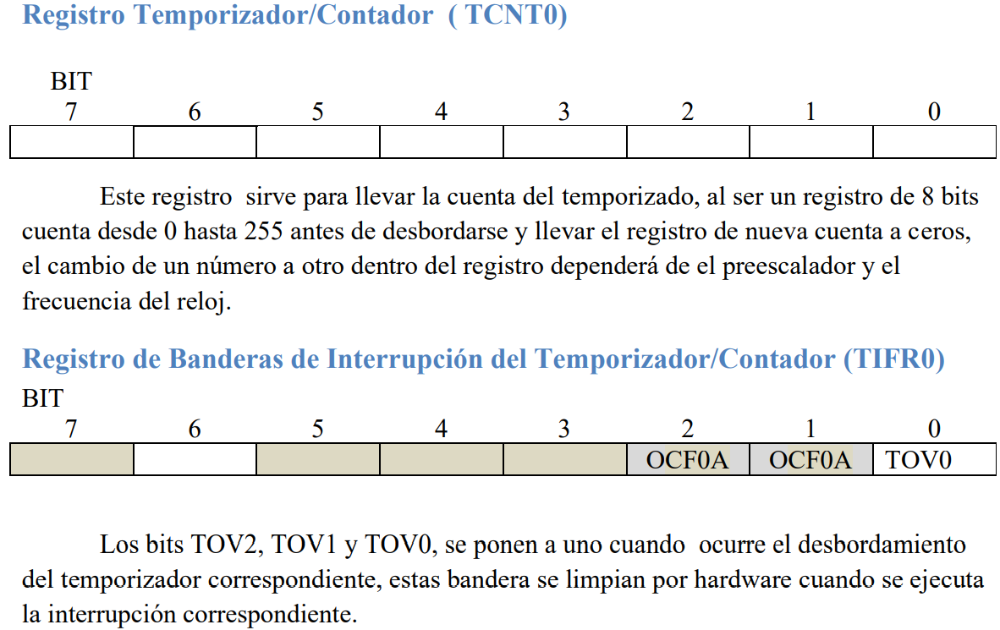 Registro Temporizador/Contador ( TCNT0)
BIT
7 6 5 4 3 2 1 0
Este registro sirve para llevar la cuenta del temporizado, al ser un registro de 8 bits
cuenta desde 0 hasta 255 antes de desbordarse y llevar el registro de nueva cuenta a ceros,
el cambio de un número a otro dentro del registro dependerá de el preescalador y el
frecuencia del reloj.
Registro de Banderas de Interrupción del Temporizador/Contador (TIFR0)
BIT
7 6 5 4 3 2 1 0
OCF0A OCF0A TOV0
Los bits TOV2, TOV1 y TOV0, se ponen a uno cuando ocurre el desbordamiento
del temporizador correspondiente, estas bandera se limpian por hardware cuando se ejecuta
la interrupción correspondiente.